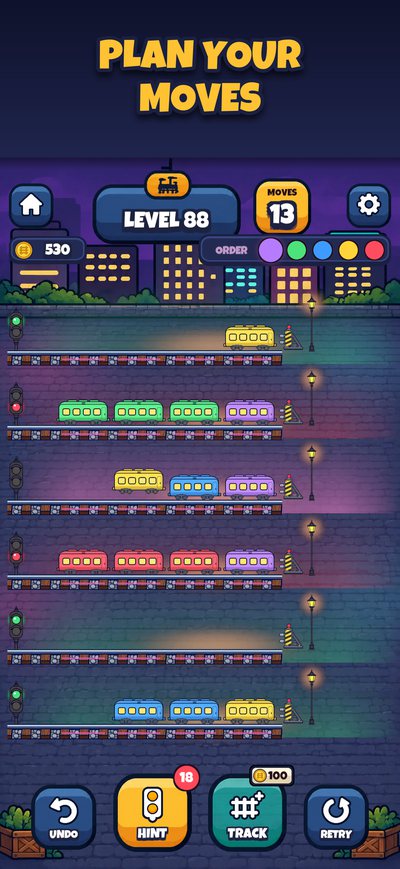 PLAN YOUR
MOVES
MOVES
13
LEVEL 88
530
ORDER
18
100
UNDO
HINT
TRACK
RETRY